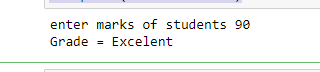 enter marks of students 90
Grade = Excelent